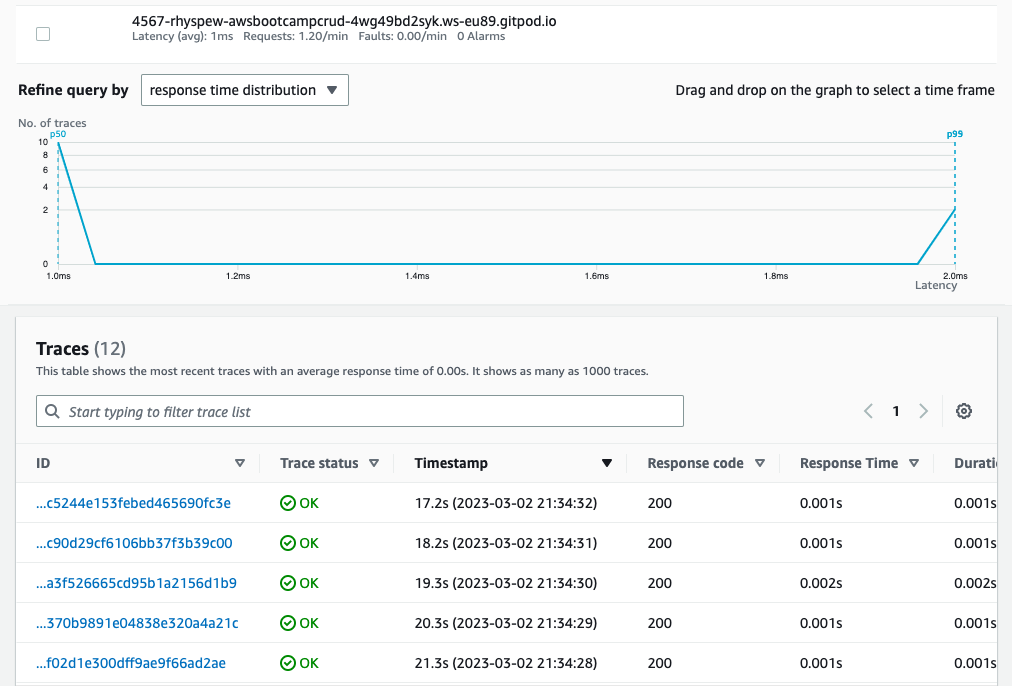 4567-rhyspew-awsbootcampcrud-4wg49bd2syk.ws-eu89.gitpod.io
Latency (avg): 1ms Requests: 1.20/min Faults: 0.00/min 0 Alarms
Refine query by response time distribution Drag and drop on the graph to select a time frame
No. of traces
p50 p99
10
8
6
4
2
0
1.0ms 1.2ms 1.4ms 1.6ms 1.8ms 2.0ms
Latency
Traces (12)
This table shows the most recent traces with an average response time of 0.00s. It shows as many as 1000 traces.
Start typing to filter trace list 1
ID Trace status Timestamp Response code Response Time Durati
...c5244e153febed465690fc3e OK 17.2s (2023-03-02 21:34:32) 200 0.001s 0.001s
...c90d29cf6106bb37f3b39c00 OK 18.2s (2023-03-02 21:34:31) 200 0.001s 0.001s
...a3f526665cd95b1a2156d1b9 OK 19.3s (2023-03-02 21:34:30) 200 0.002s 0.002s
...370b9891e04838e320a4a21c OK 20.3s (2023-03-02 21:34:29) 200 0.001s 0.001s
...f02d1e300dff9ae9f66ad2ae OK 21.3s (2023-03-02 21:34:28) 200 0.001s 0.001s